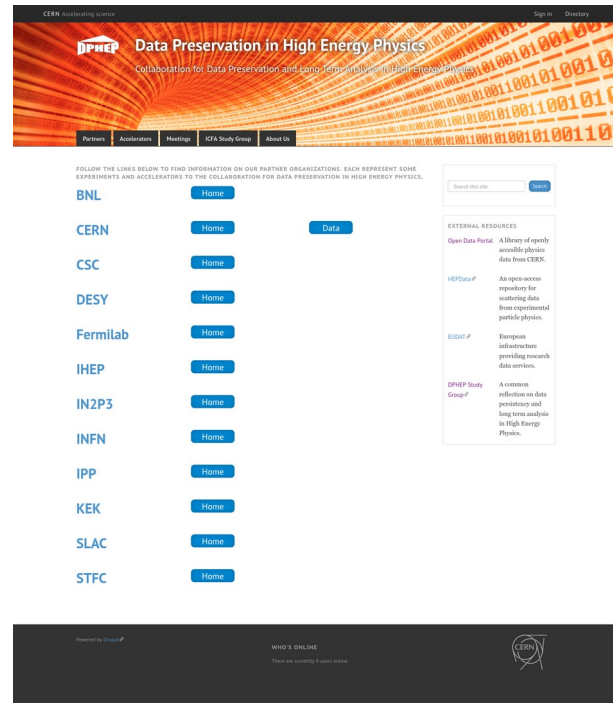 CERN Accelerating science
Sign in Directory
DPHEP
Data Preservation in High Energy Physics
Collaboration for Data Preservation and Long Term Analysis in High Energy Physics
Partners Accelerators Meetings ICFA Study Group About Us
FOLLOW THE LINKS BELOW TO FIND INFORMATION ON OUR PARTNER ORGANIZATIONS. EACH REPRESENT SOME
EXPERIMENTS AND ACCELERATORS TO THE COLLABORATION FOR DATA PRESERVATION IN HIGH ENERGY PHYSICS.
BNL Home
CERN Home Data
CSC Home
DESY Home
Fermilab Home
IHEP Home
IN2P3 Home
INFN Home
IPP Home
KEK Home
SLAC Home
STFC Home
Search this site Search
EXTERNAL RESOURCES
Open Data Portal A library of openly
accesible physics
data from CERN.
HEPData An open-access
repository for
scattering data
from experimental
particle physics.
EUDAT European
infrastructure
providing research
data services.
DPHEP Study A common
Group reflection on data
persistency and
long term analysis
in High Energy
Physics.
Powered by Drupal
WHO'S ONLINE
There are currently 0 users online.
CERN